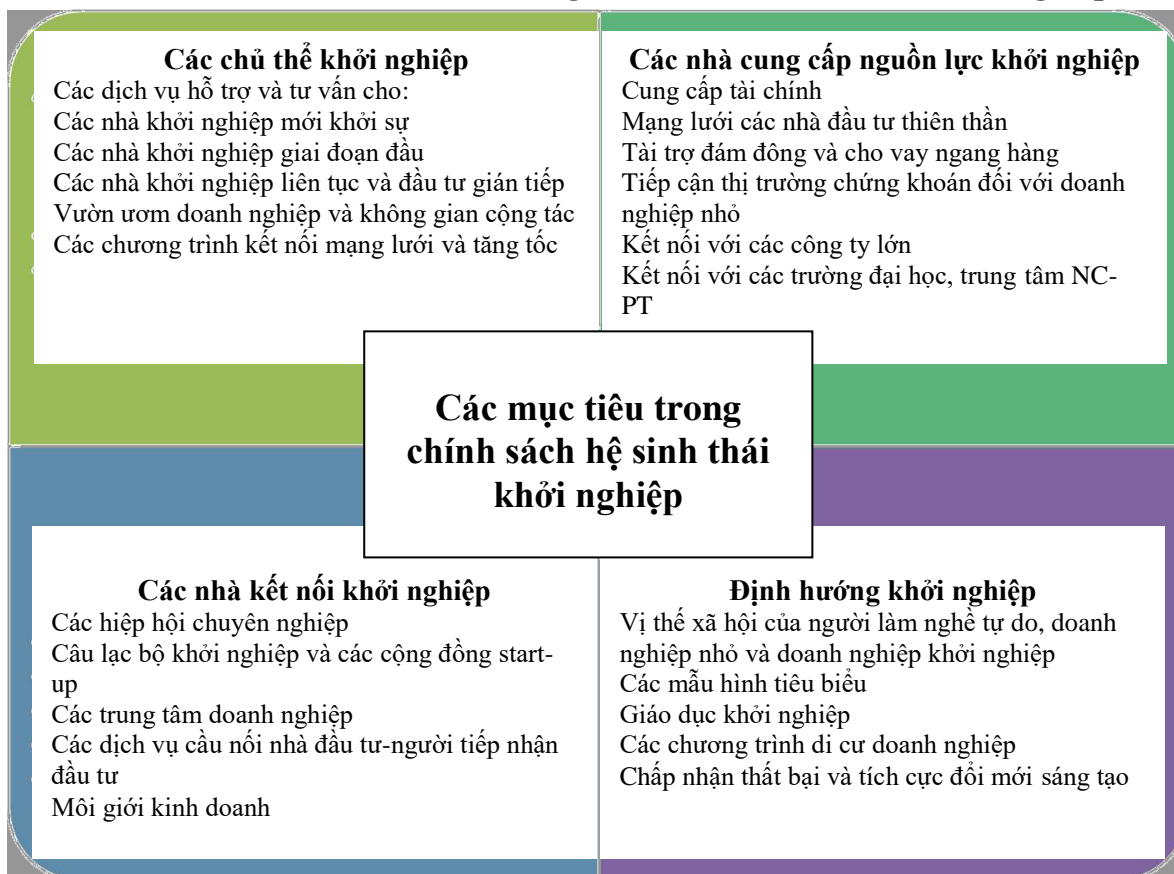 Các chủ thể khởi nghiệp
Các dịch vụ hỗ trợ và tư vấn cho:
Các nhà khởi nghiệp mới khởi sự
Các nhà khởi nghiệp giai đoạn đầu
Các nhà khởi nghiệp liên tục và đầu tư gián tiếp
Vườn ươm doanh nghiệp và không gian cộng tác
Các chương trình kết nối mạng lưới và tăng tốc
Các nhà cung cấp nguồn lực khởi nghiệp
Cung cấp tài chính
Mạng lưới các nhà đầu tư thiên thần
Tài trợ đám đông và cho vay ngang hàng
Tiếp cận thị trường chứng khoán đối với doanh
nghiệp nhỏ
Kết nối với các công ty lớn
Kết nối với các trường đại học, trung tâm NC-
PT
Các mục tiêu trong
chính sách hệ sinh thái
khởi nghiệp
Các nhà kết nối khởi nghiệp
Các hiệp hội chuyên nghiệp
Câu lạc bộ khởi nghiệp và các cộng đồng start-
up
Các trung tâm doanh nghiệp
Các dịch vụ cầu nối nhà đầu tư-người tiếp nhận
đầu tư
Môi giới kinh doanh
Định hướng khởi nghiệp
Vị thế xã hội của người làm nghề tự do, doanh
nghiệp nhỏ và doanh nghiệp khởi nghiệp
Các mẫu hình tiêu biểu
Giáo dục khởi nghiệp
Các chương trình di cư doanh nghiệp
Chấp nhận thất bại và tích cực đổi mới sáng tạo